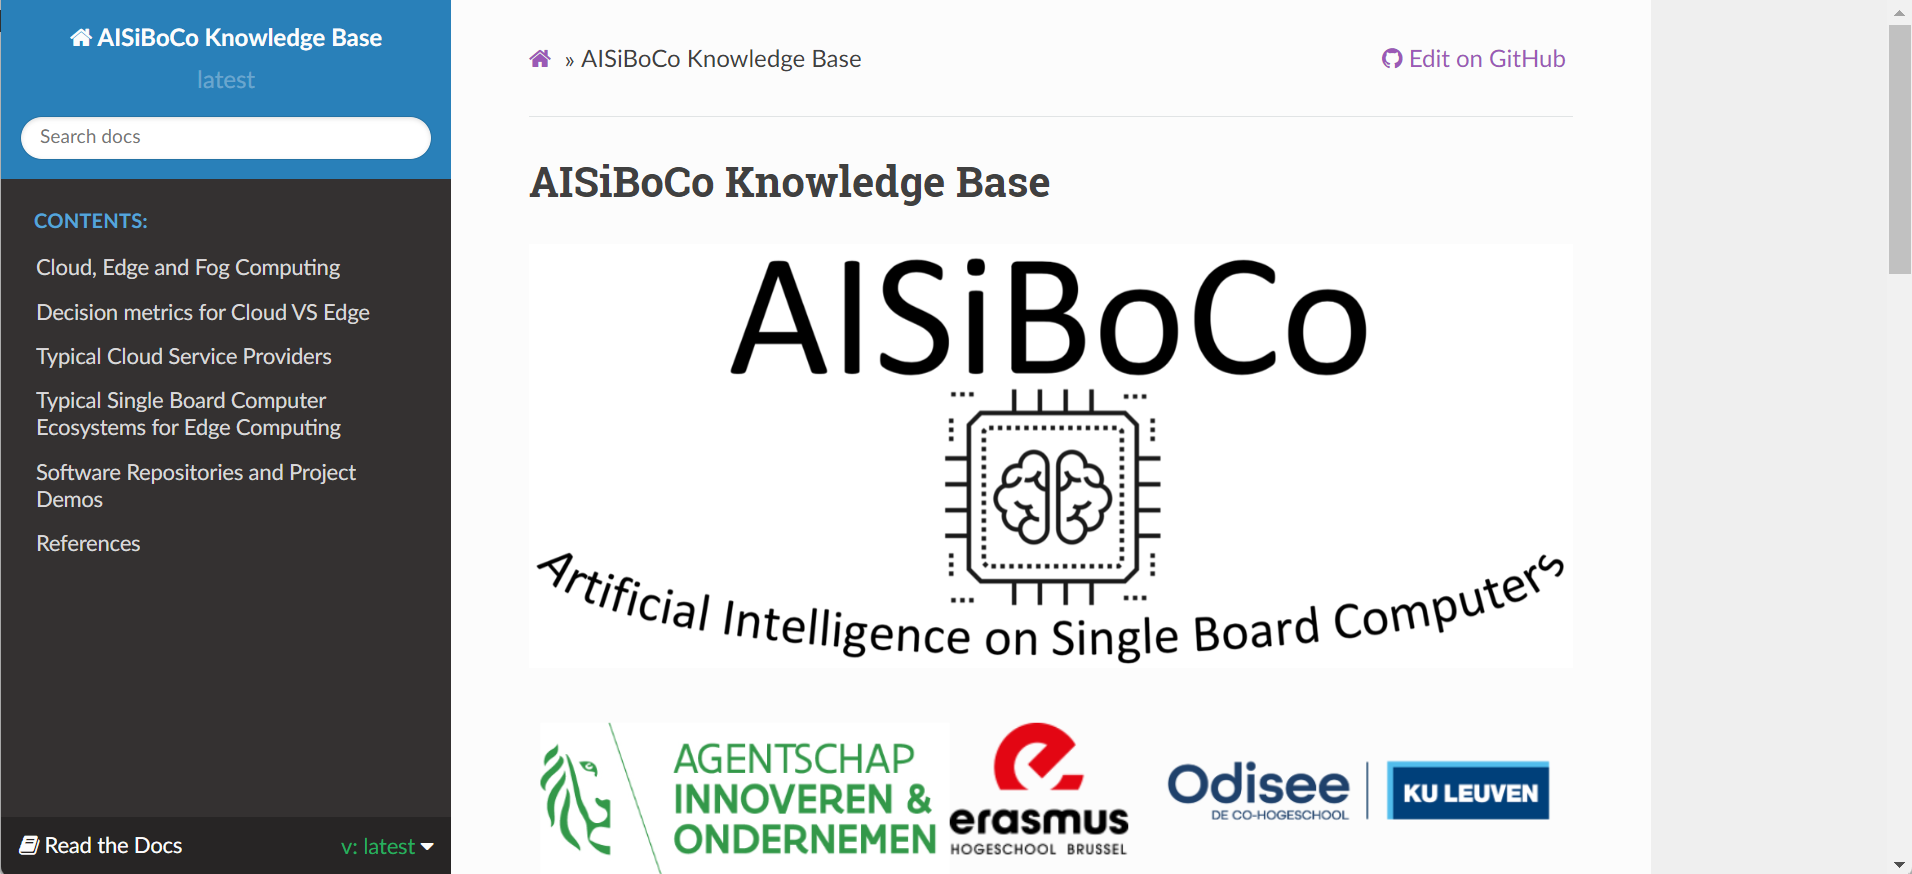 AISiBoCo Knowledge Base
latest
Search docs
CONTENTS:
Cloud, Edge and Fog Computing
Decision metrics for Cloud VS Edge
Typical Cloud Service Providers
Typical Single Board Computer
Ecosystems for Edge Computing
Software Repositories and Project
Demos
References
Read the Docs
v: latest
» AISiBoCo Knowledge Base
Edit on GitHub
AISiBoCo Knowledge Base
AISiBoCo
Artificial Intelligence on Single Board Computers
AGENTSCHAP
INNOVEREN &
ONDERNEMEN
erasmus
HOGESCHOOL BRUSSEL
Odisee
DE CO-HOGESCHOOL
KU LEUVEN